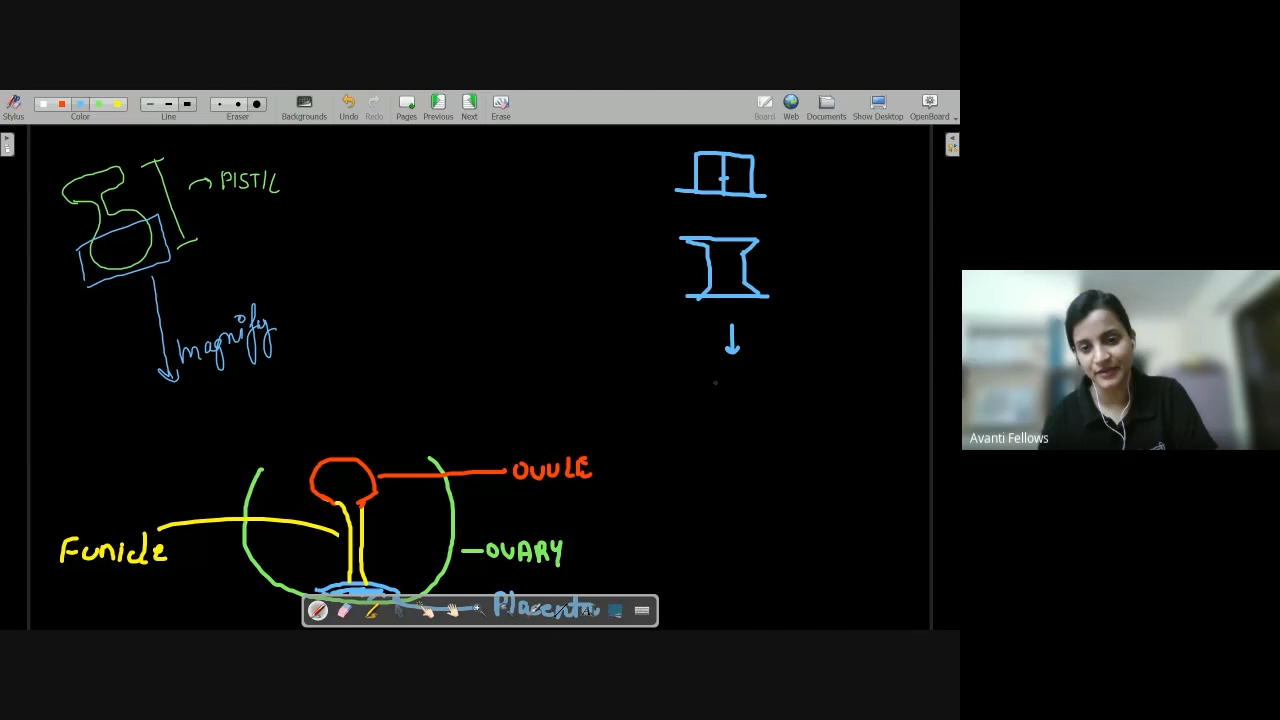 Stylus
Color
Line
Eraser
Backgrounds
Undo
Redo
Pages
Previous
Next
Erase
Board
Web
Documents
Show Desktop
OpenBoard
PISTIL
Magnify
OVULE
Funicle
OVARY
Placenta
Avanti Fellows